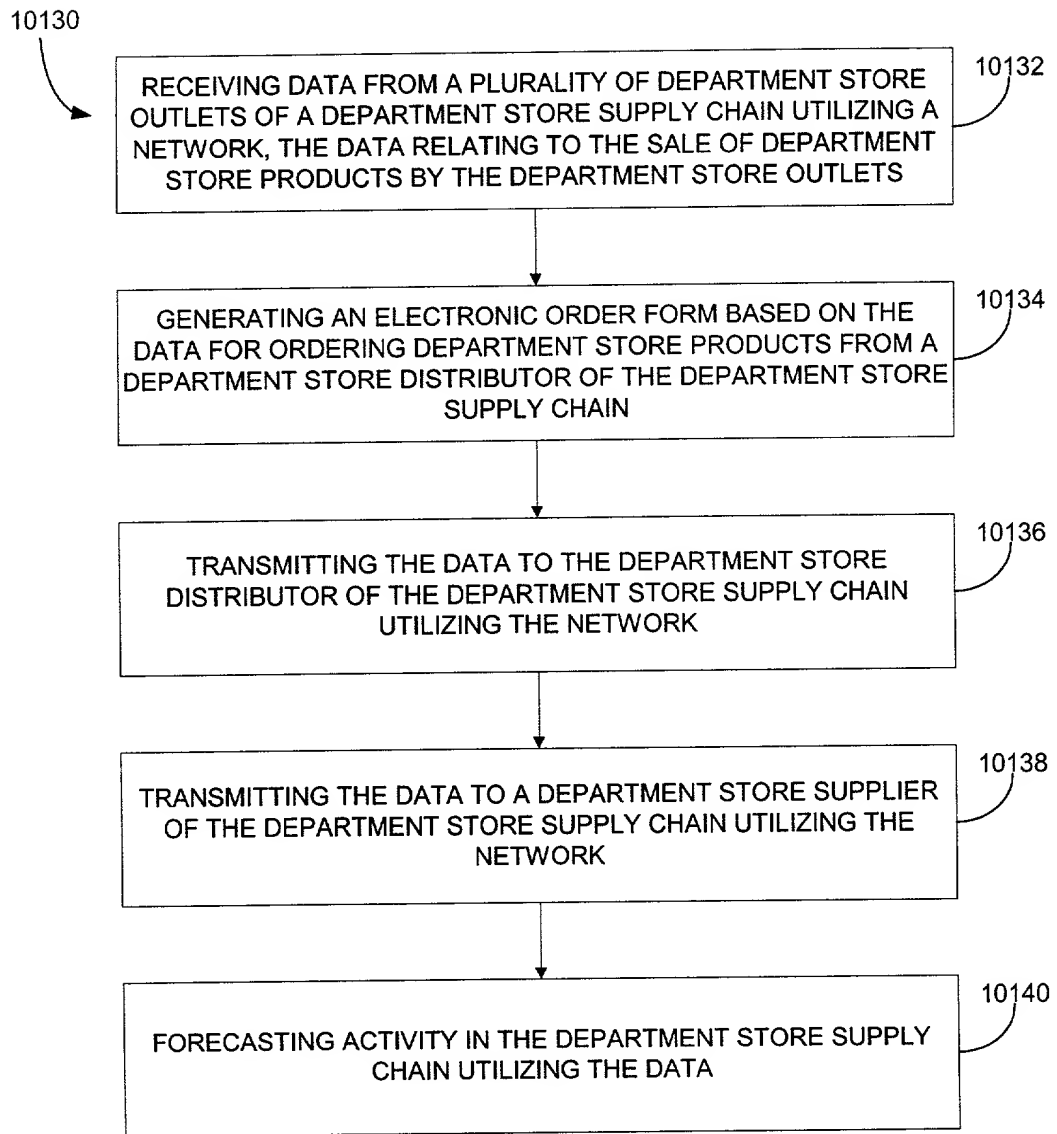 10130
RECEIVING DATA FROM A PLURALITY OF DEPARTMENT STORE
OUTLETS OF A DEPARTMENT STORE SUPPLY CHAIN UTILIZING A
NETWORK, THE DATA RELATING TO THE SALE OF DEPARTMENT
STORE PRODUCTS BY THE DEPARTMENT STORE OUTLETS
10132
GENERATING AN ELECTRONIC ORDER FORM BASED ON THE
DATA FOR ORDERING DEPARTMENT STORE PRODUCTS FROM A
DEPARTMENT STORE DISTRIBUTOR OF THE DEPARTMENT STORE
SUPPLY CHAIN
10134
TRANSMITTING THE DATA TO THE DEPARTMENT STORE
DISTRIBUTOR OF THE DEPARTMENT STORE SUPPLY CHAIN
UTILIZING THE NETWORK
10136
TRANSMITTING THE DATA TO A DEPARTMENT STORE SUPPLIER
OF THE DEPARTMENT STORE SUPPLY CHAIN UTILIZING THE
NETWORK
10138
FORECASTING ACTIVITY IN THE DEPARTMENT STORE SUPPLY
CHAIN UTILIZING THE DATA
10140